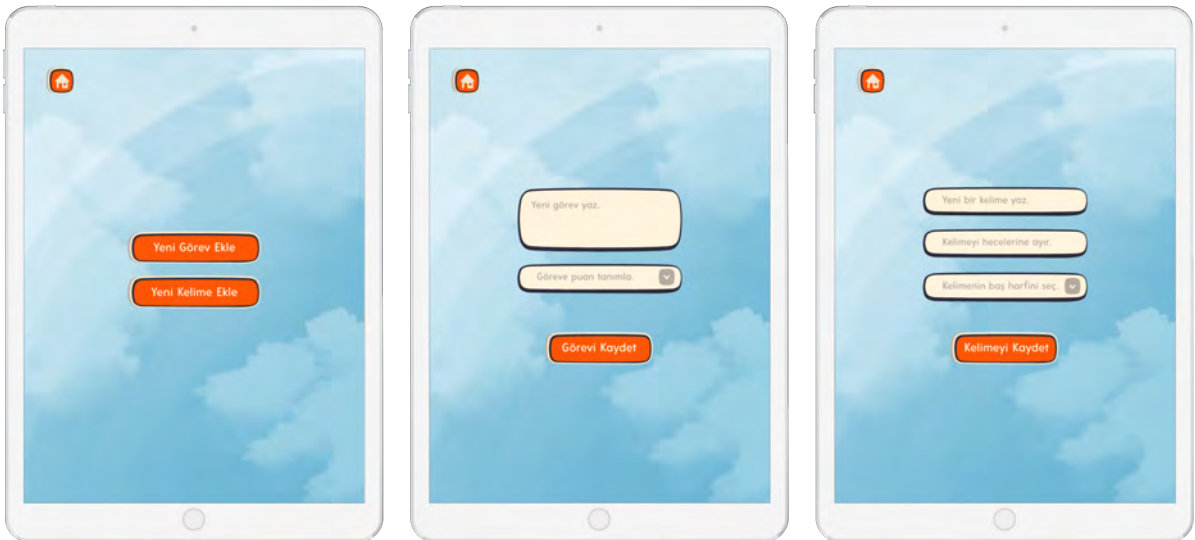 Yeni Görev Ekle
Yeni Kelime Ekle
Yeni görev yaz.
Göreve puan tanımla.
Görevi Kaydet
Yeni bir kelime yaz.
Kelimeyi hecelerine ayır.
Kelimenin baş harfini seç.
Kelimeyi Kaydet